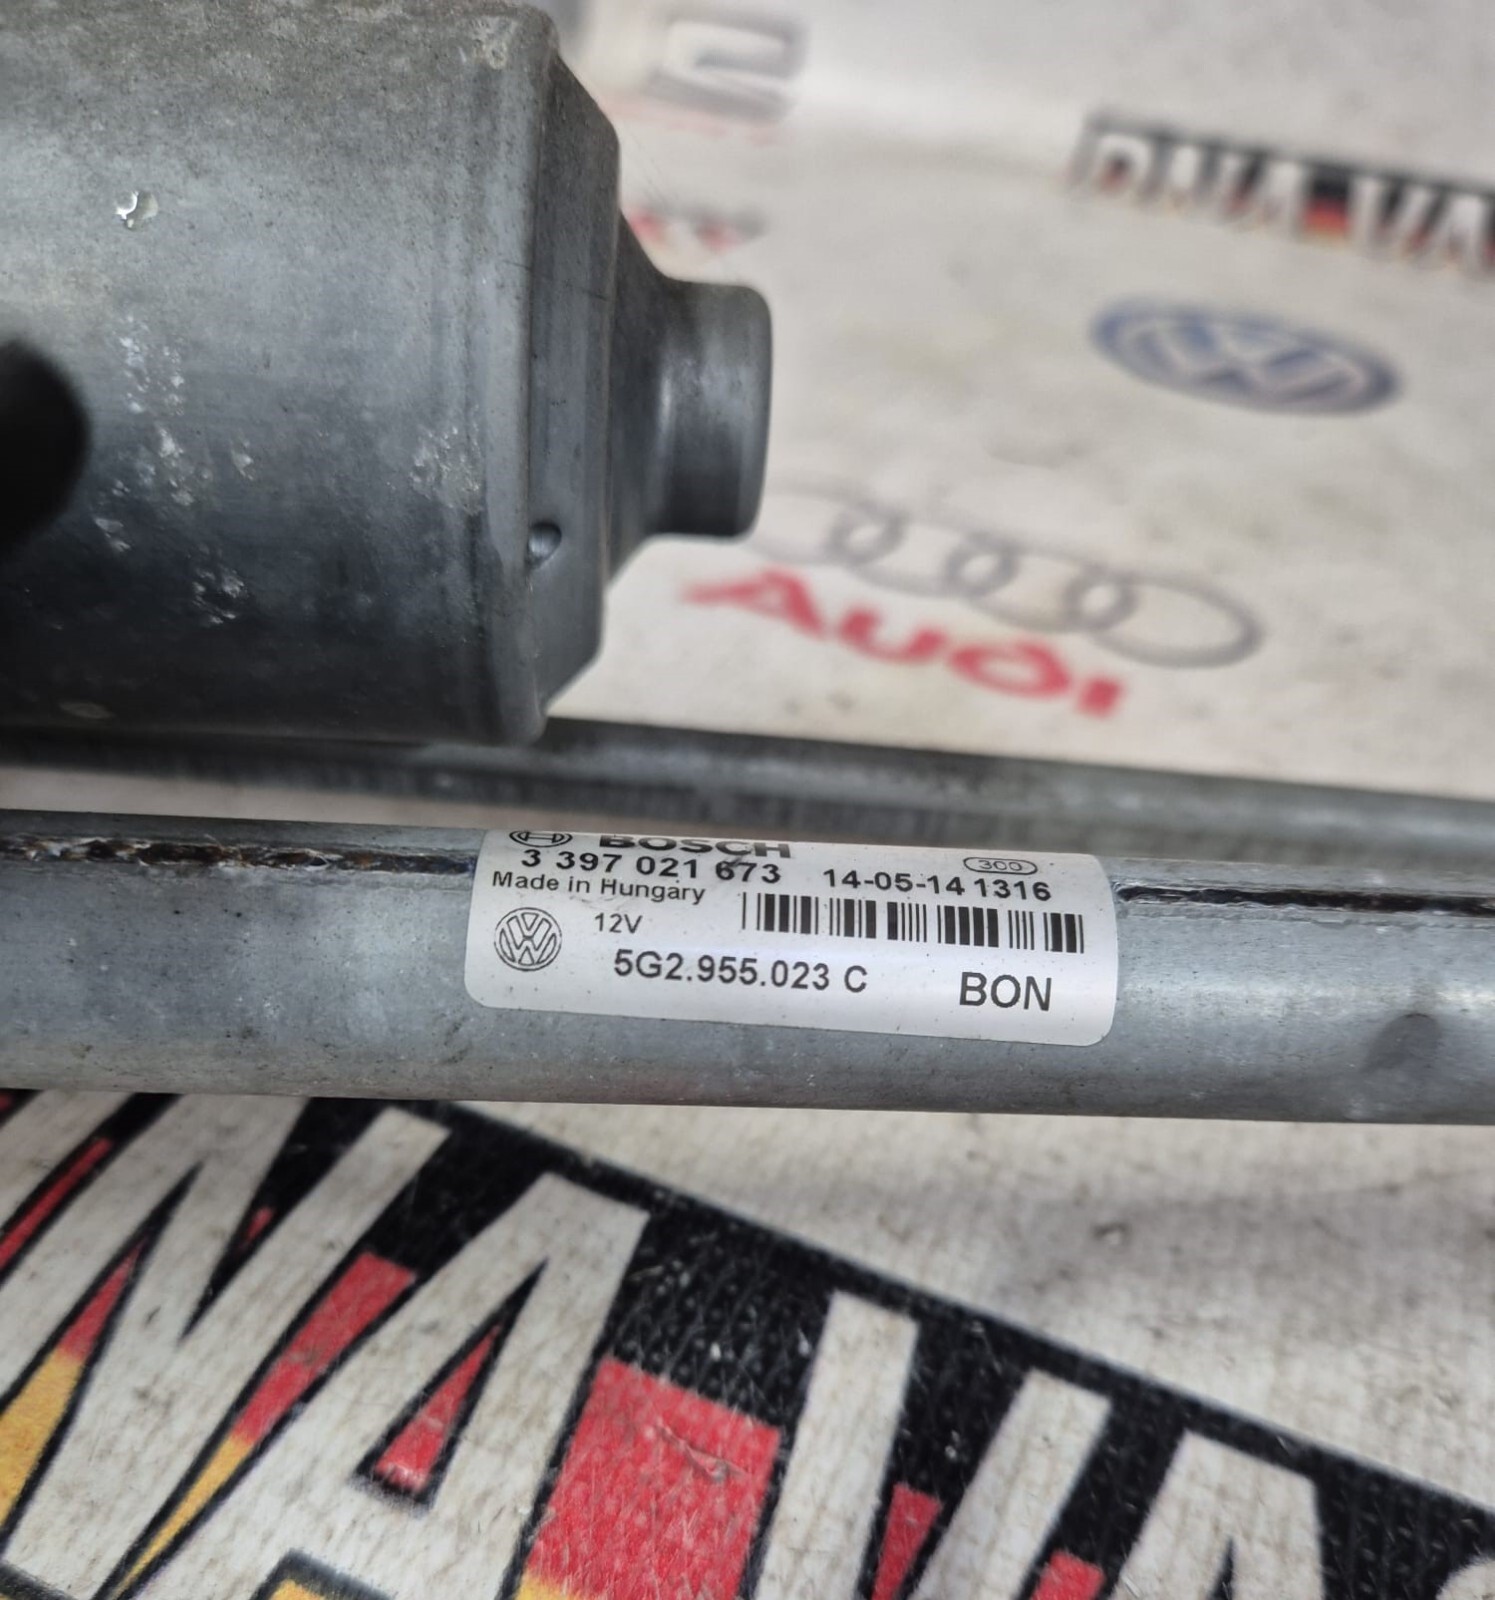 AUDI
BOSCH
3 397 021 673 14-05-14 1316
300
Made in Hungary
12V
5G2.955.023 C BON